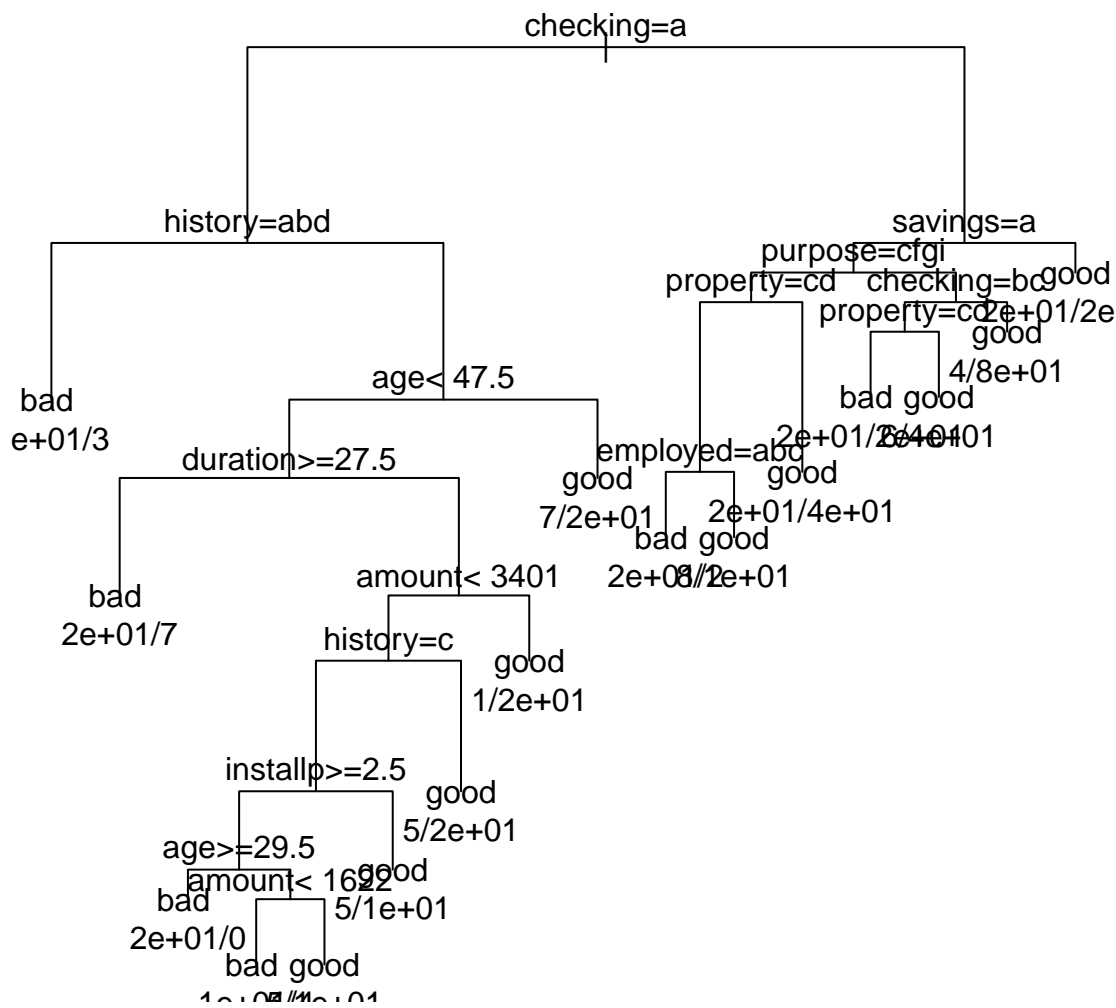 checking=a
history=abd
savings=a
purpose=cfgi
property=cd
checking=bc
good
property=cd
good
4/8e+01
age< 47.5
bad
e+01/3
bad good
employed=abc
duration>=27.5
good
7/2e+01
good
2e+01/4e+01
bad good
amount< 3401
bad
2e+01/7
history=c
good
1/2e+01
installp>=2.5
good
5/2e+01
age>=29.5
good
5/1e+01
amount< 1622
bad
2e+01/0
bad good